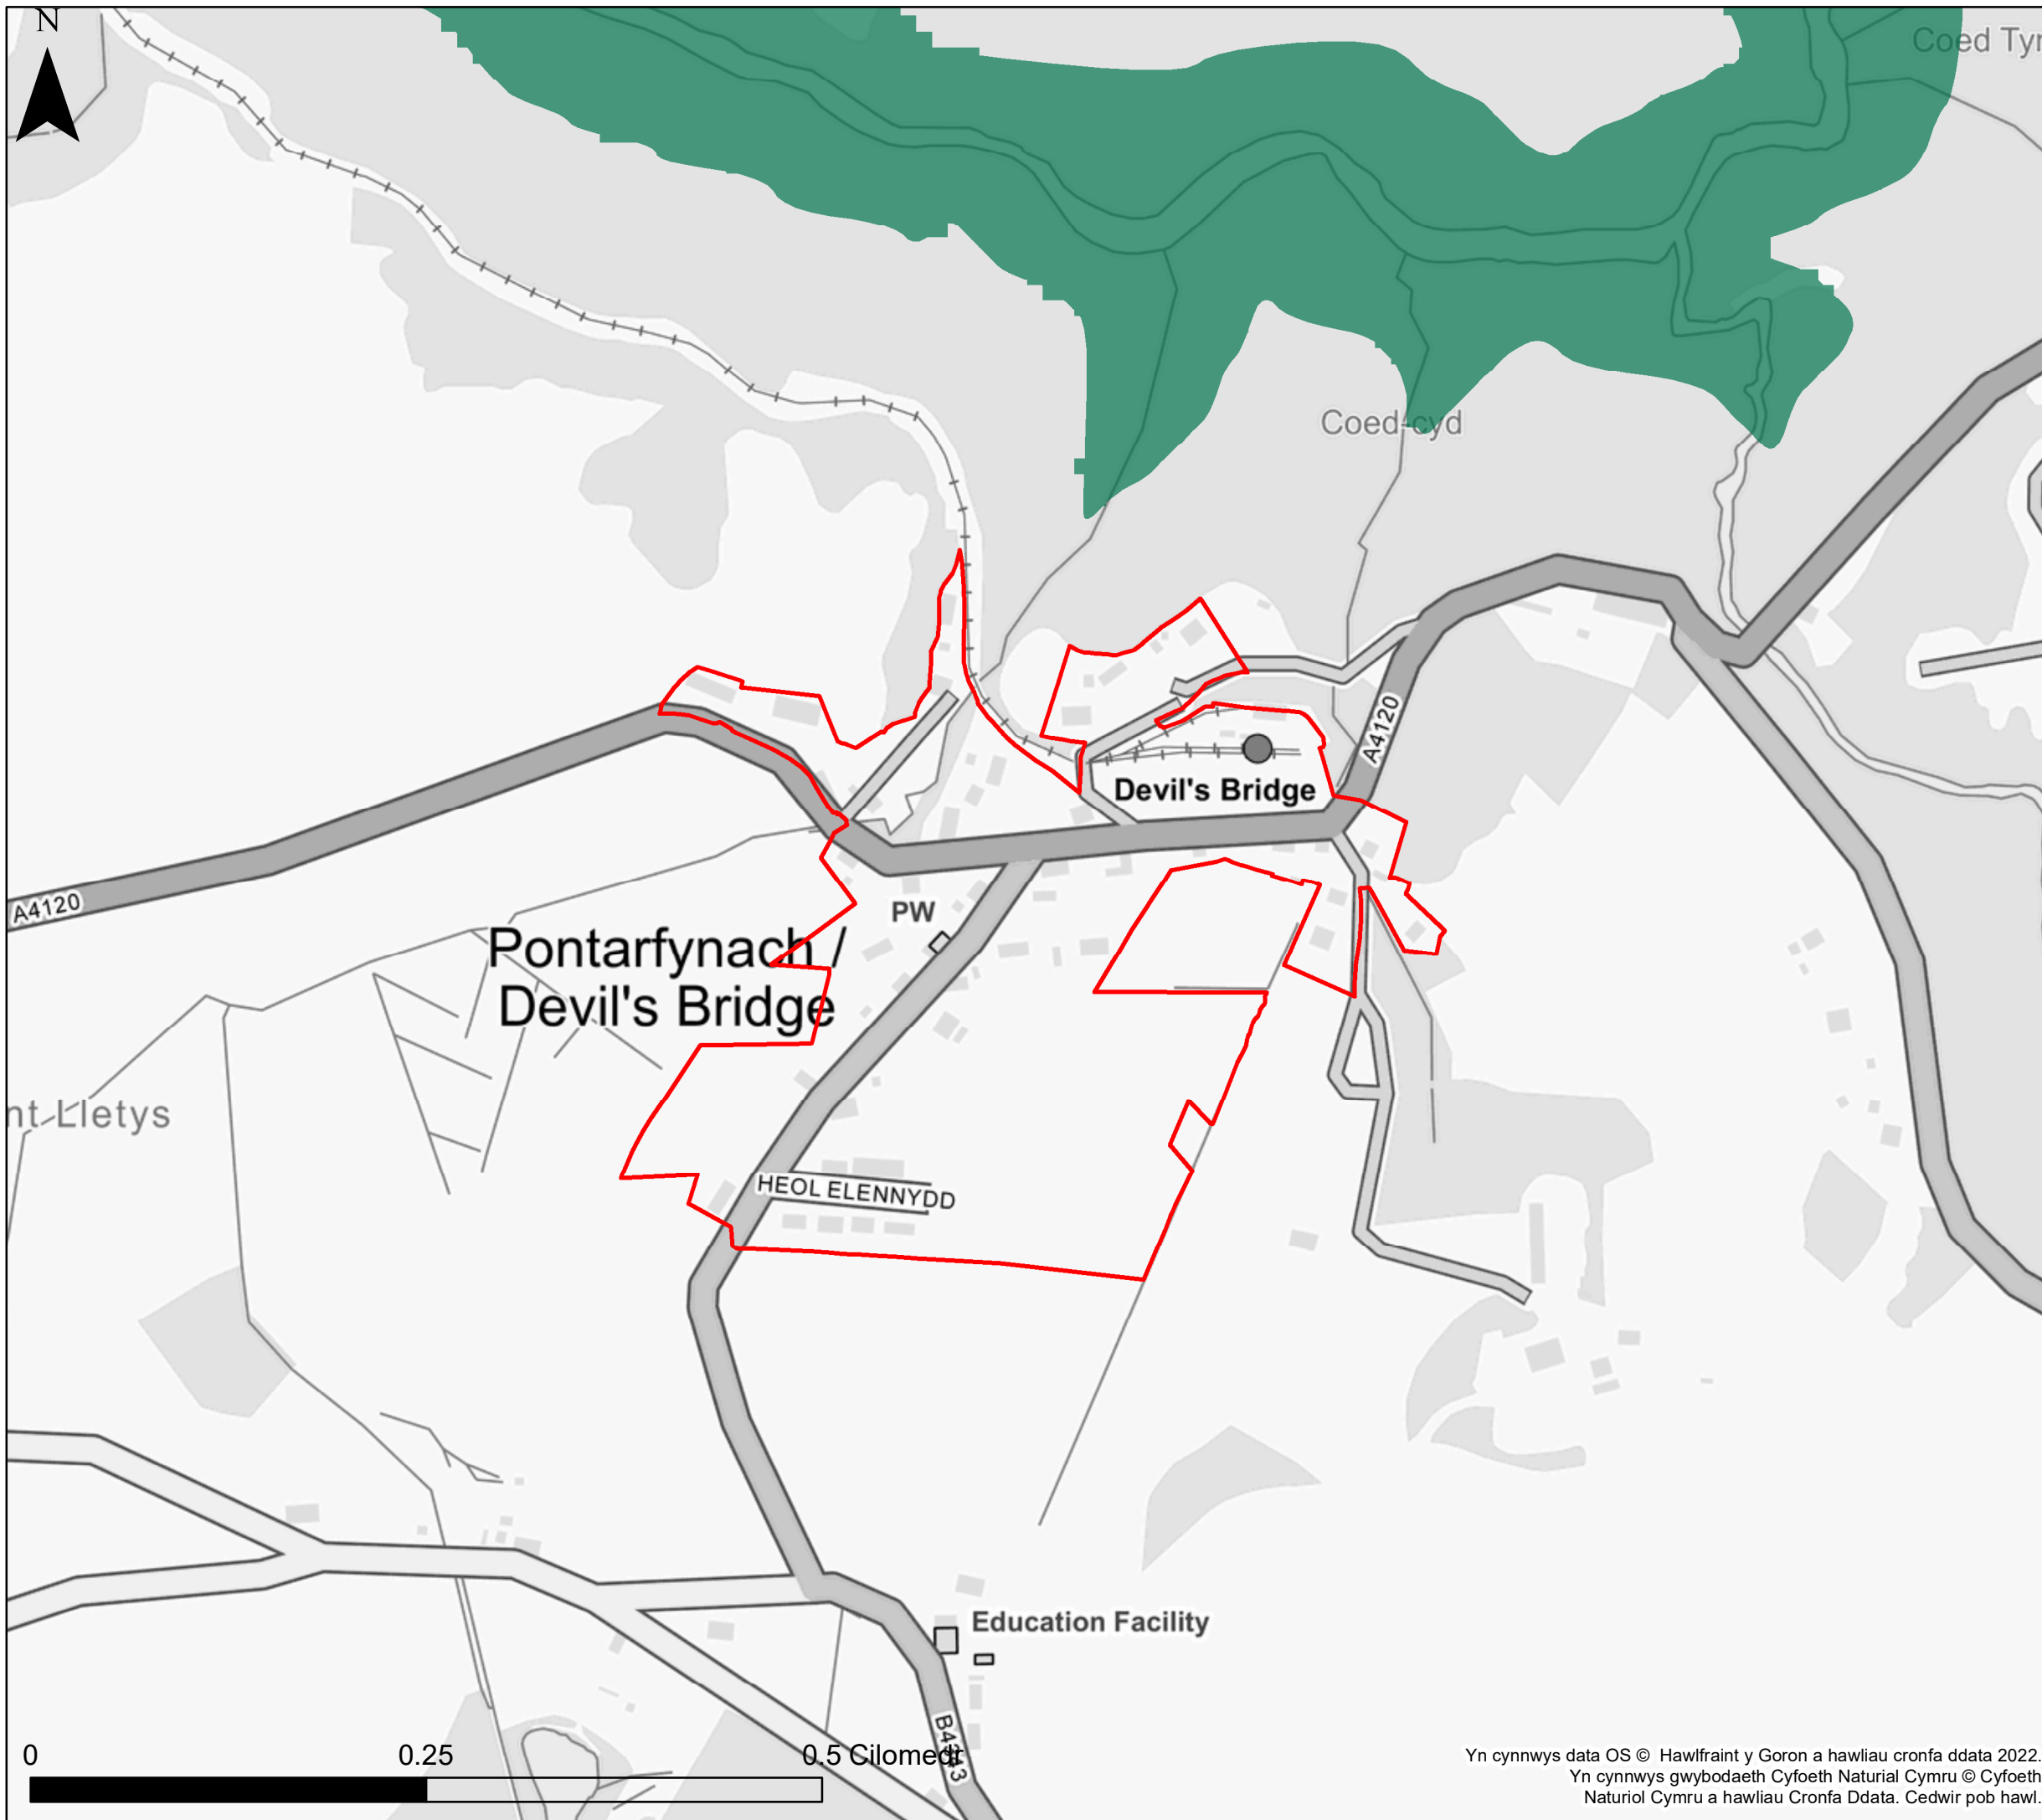 N
Coed Tyr
Coed-cyd
A4120
Devil's Bridge
A4120
PW
Pontarfynach /
Devil's Bridge
nt Lletys
HEOL ELENNYDD
Education Facility
B4343
0
0.25
0.5 Cilomedr
Yn cynnwys data OS © Hawlfraint y Goron a hawliau cronfa ddata 2022.
Yn cynnwys gwybodaeth Cyfoeth Naturial Cymru © Cyfoeth
Naturiol Cymru a hawliau Cronfa Ddata. Cedwir pob hawl.